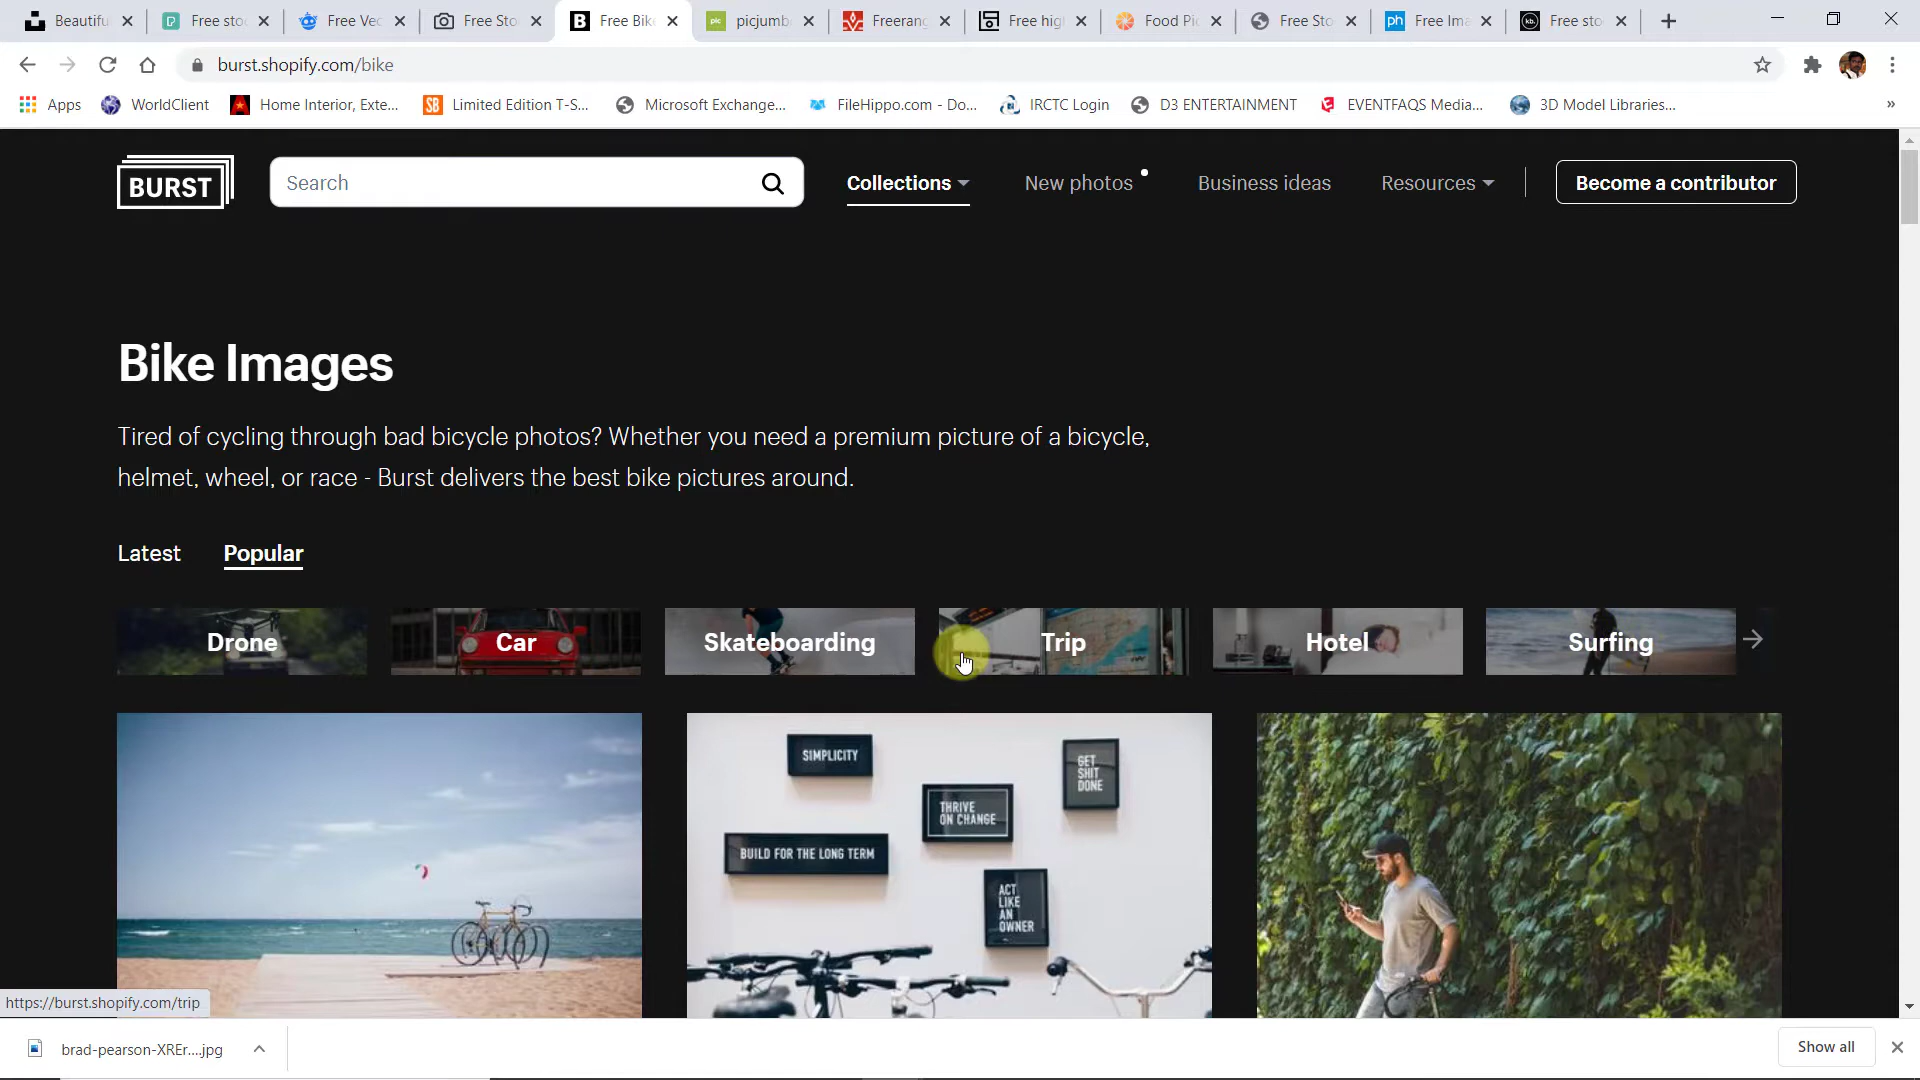 Beautifu
Free sto
Free Vec
Free Sto
Free Bik
picjumb
Freeran
Free hig
Food Pi
Free Sto
Free Ima
Free sto
burst.shopify.com/bike
Apps
WorldClient
Home Interior, Exte...
Limited Edition T-S...
Microsoft Exchange...
FileHippo.com - Do...
IRCTC Login
D3 ENTERTAINMENT
EVENTFAQS Media...
3D Model Libraries...
»
BURST
Search
Collections
New photos
Business ideas
Resources
Become a contributor
Bike Images
Tired of cycling through bad bicycle photos? Whether you need a premium picture of a bicycle,
helmet, wheel, or race - Burst delivers the best bike pictures around.
Latest
Popular
Drone
Car
Skateboarding
Trip
Hotel
Surfing
SIMPLICITY
GET
SHIT
DONE
THRIVE
ON CHANGE
BUILD FOR THE LONG TERM
ACT
LIKE
AN
OWNER
https://burst.shopify.com/trip
brad-pearson-XREr....jpg
Show all